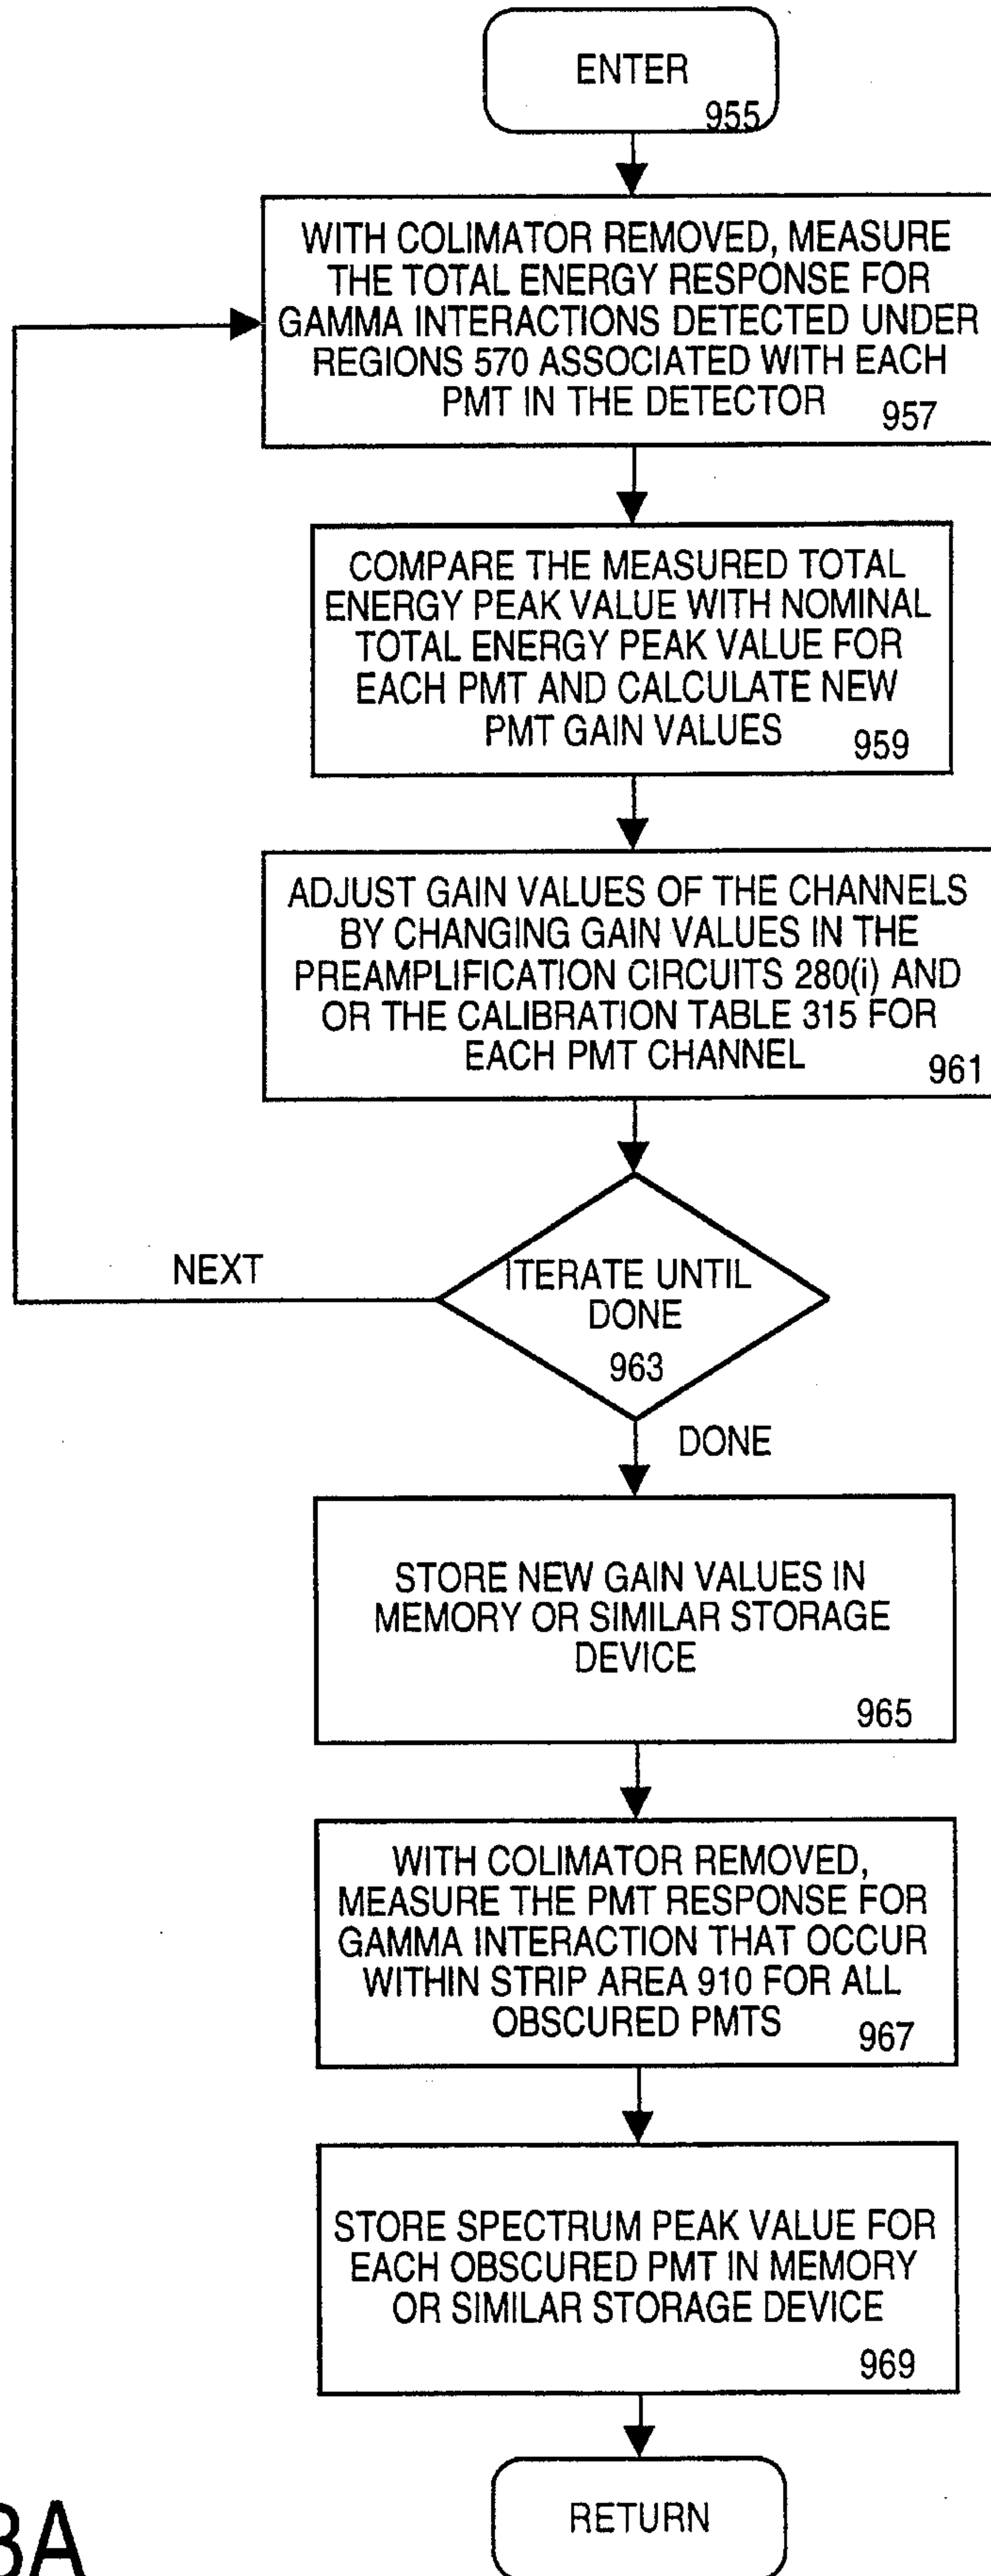 ENTER
955
WITH COLIMATOR REMOVED, MEASURE
THE TOTAL ENERGY RESPONSE FOR
GAMMA INTERACTIONS DETECTED UNDER
REGIONS 570 ASSOCIATED WITH EACH
PMT IN THE DETECTOR
957
COMPARE THE MEASURED TOTAL
ENERGY PEAK VALUE WITH NOMINAL
TOTAL ENERGY PEAK VALUE FOR
EACH PMT AND CALCULATE NEW
PMT GAIN VALUES
959
ADJUST GAIN VALUES OF THE CHANNELS
BY CHANGING GAIN VALUES IN THE
PREAMPLIFICATION CIRCUITS 280(i) AND
OR THE CALIBRATION TABLE 315 FOR
EACH PMT CHANNEL
961
NEXT
ITERATE UNTIL
DONE
963
DONE
STORE NEW GAIN VALUES IN
MEMORY OR SIMILAR STORAGE
DEVICE
965
WITH COLIMATOR REMOVED,
MEASURE THE PMT RESPONSE FOR
GAMMA INTERACTION THAT OCCUR
WITHIN STRIP AREA 910 FOR ALL
OBSCURED PMTS
967
STORE SPECTRUM PEAK VALUE FOR
EACH OBSCURED PMT IN MEMORY
OR SIMILAR STORAGE DEVICE
969
RETURN